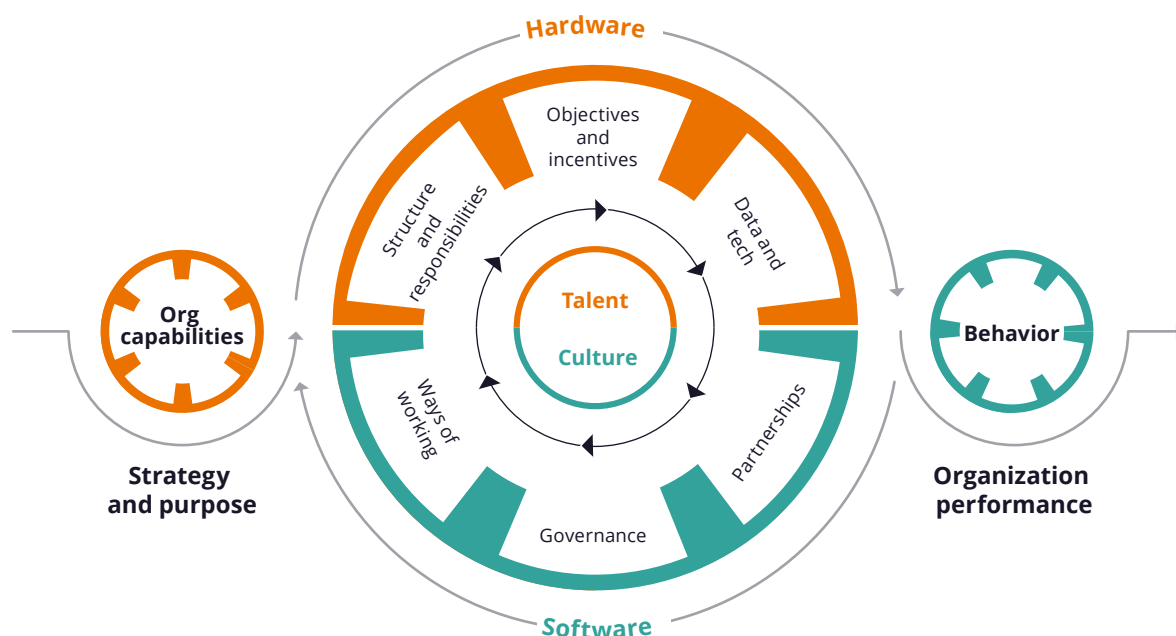 Hardware
Objectives
and
incentives
Structure
and
responsibilities
Data and
tech
Org
capabilities
Talent
Culture
Behavior
Ways of
working
Partnerships
Governance
Strategy
and purpose
Organization
performance
Software